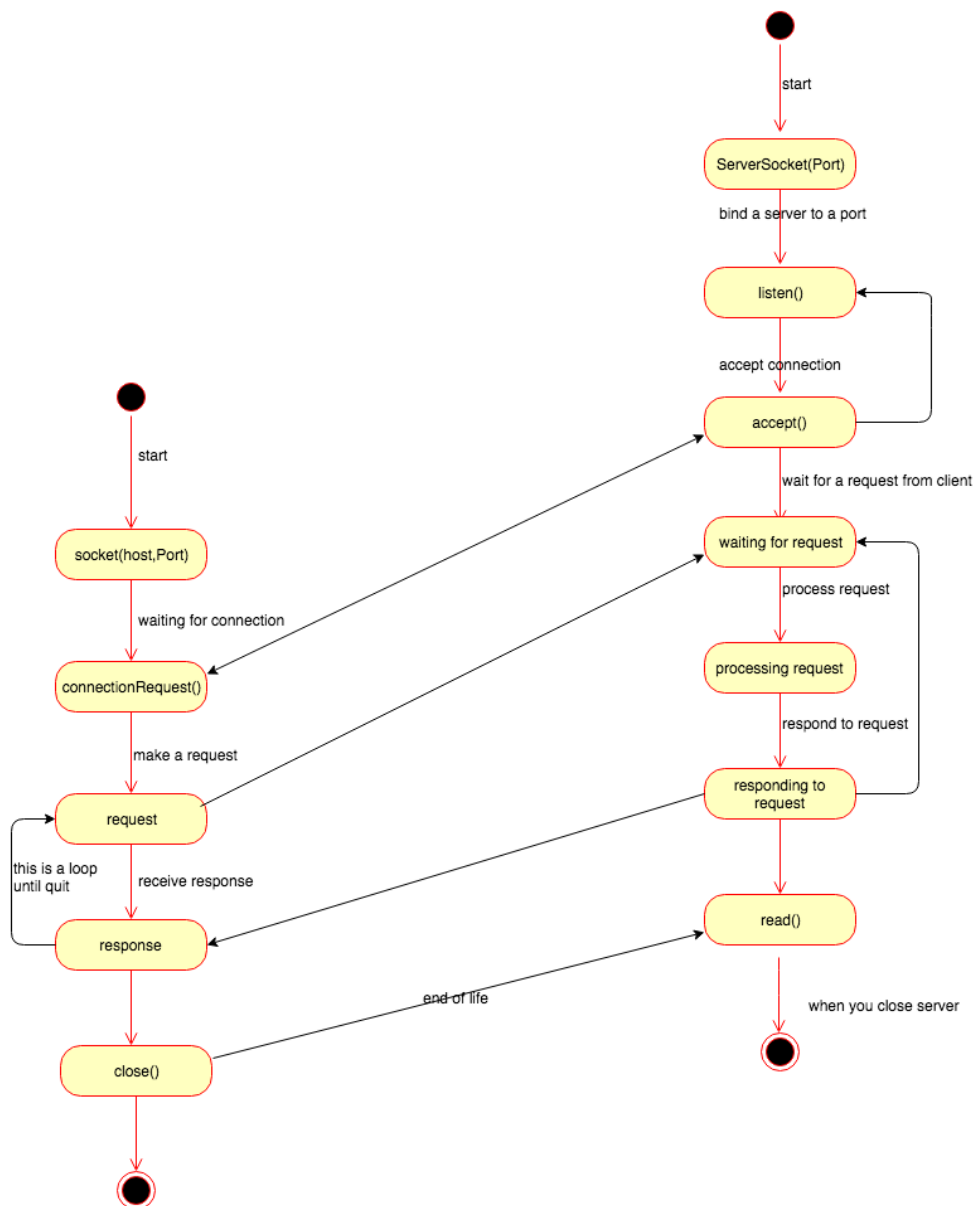 start
ServerSocket(Port)
bind a server to a port
listen()
accept connection
accept()
start
wait for a request from client
socket(host,Port)
waiting for request
process request
waiting for connection
processing request
connectionRequest()
respond to request
make a request
responding to
request
request
this is a loop
until quit
receive response
read()
response
end of life
when you close server
close()